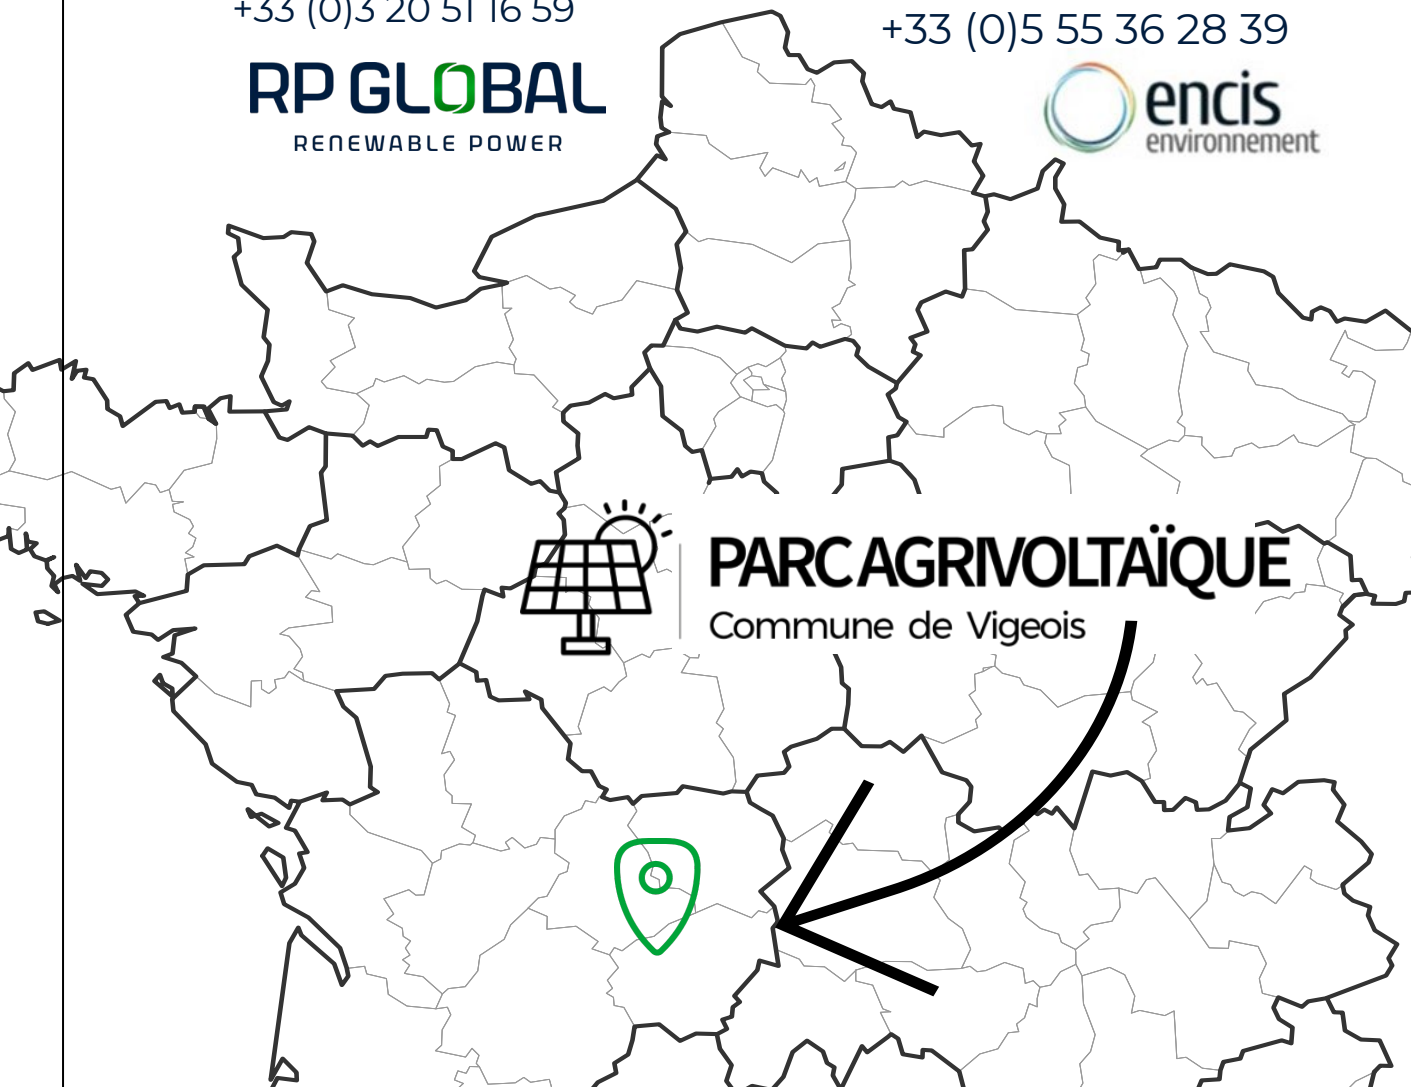 +33 (0)3 20 51 16 59
+33 (0)5 55 36 28 39
RP GLOBAL
RENEWABLE POWER
encis
environnement
PARC AGRIVOLTAÏQUE
Commune de Vigeois